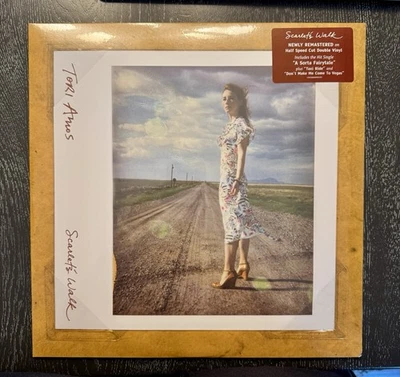 Scarlet's Walk
NEWLY REMASTERED on
Half Speed Cut Double Vinyl
Includes the Hit Single
"A Sorta Fairytale"
plus "Taxi Ride" and
"Don't Make Me Come To Vegas"
TORI AMOS
Scarlet's Walk